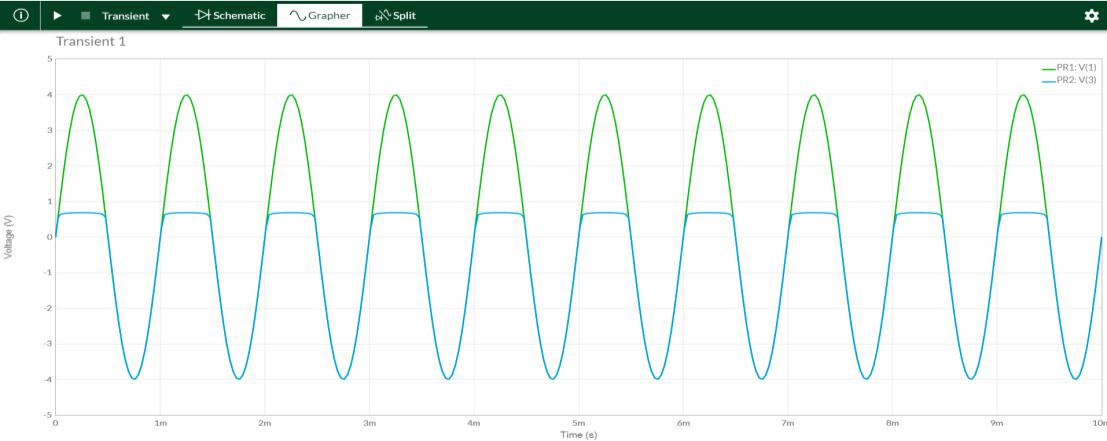 Transient Schematic Grapher Split
Transient 1
PR1: V(1)
PR2: V(3)
5
4
3
2
1
0
-1
-2
-3
-4
-5
Voltage (V)
0 1m 2m 3m 4m 5m 6m 7m 8m 9m 10m
Time (s)